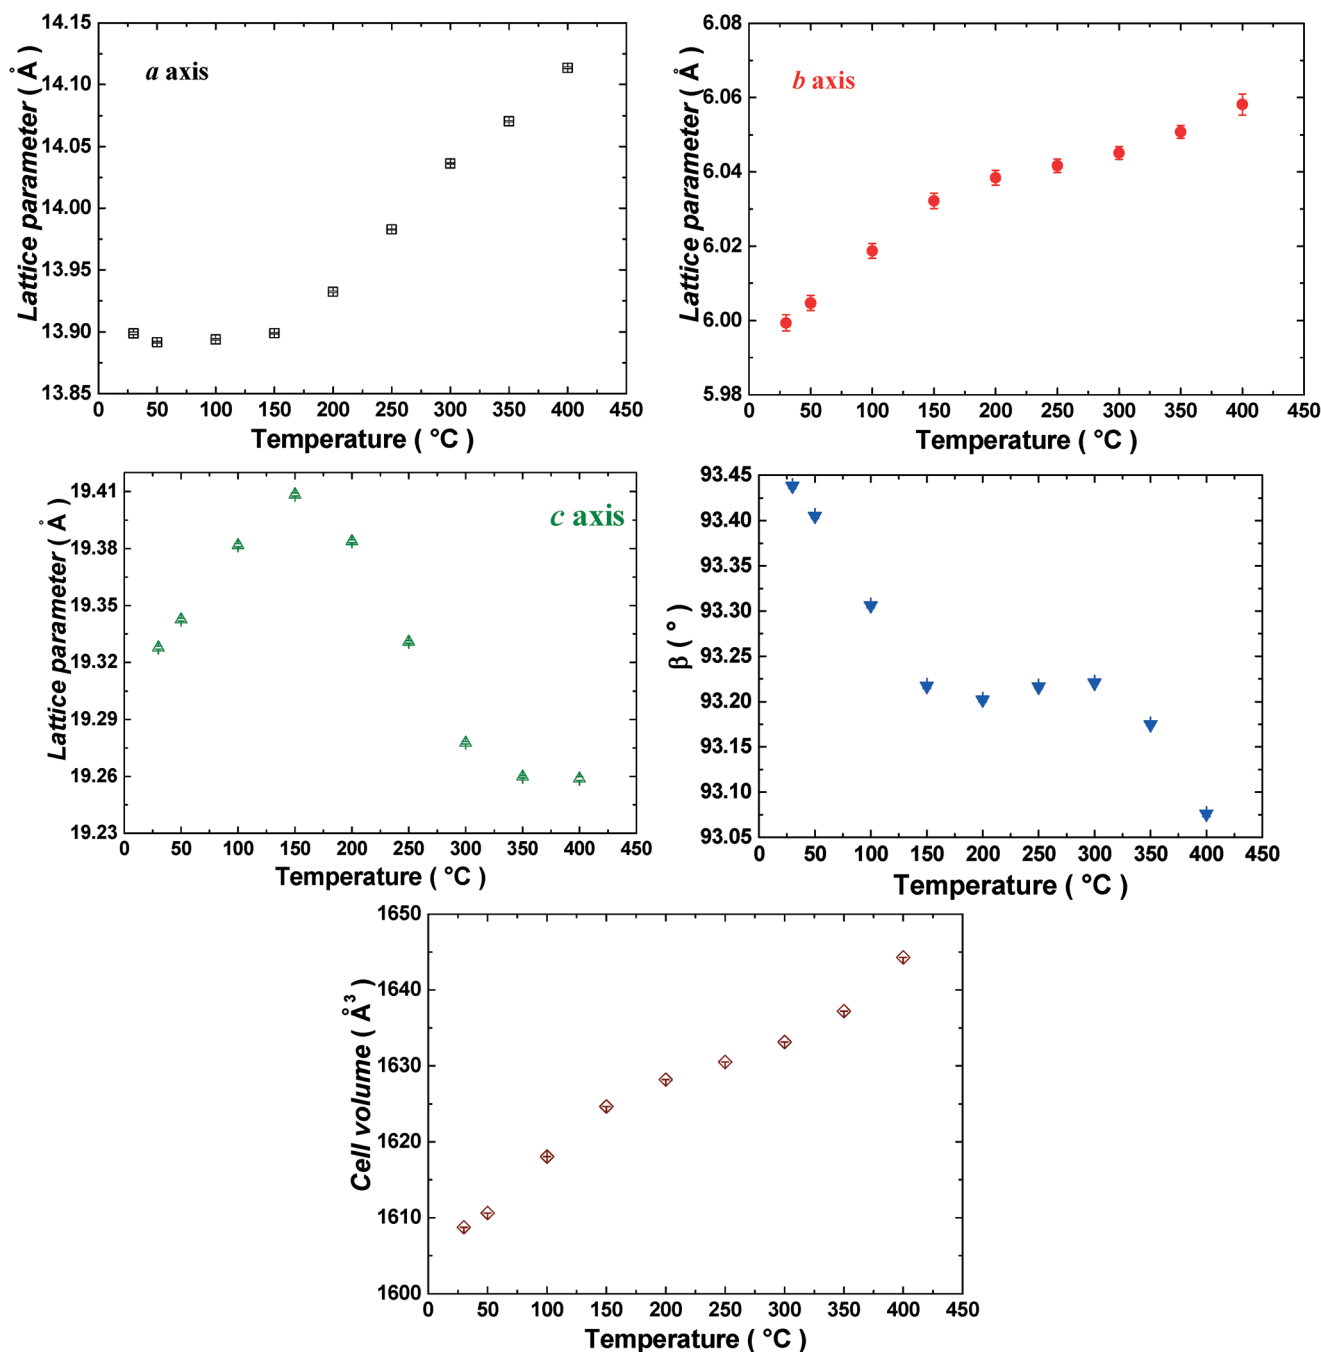 14.15
14.10
14.05
14.00
13.95
13.90
13.85
Lattice parameter ( Å )
a axis
0 50 100 150 200 250 300 350 400 450
Temperature ( °C )
6.08
6.06
6.04
6.02
6.00
5.98
Lattice parameter ( Å )
b axis
0 50 100 150 200 250 300 350 400 450
Temperature ( °C )
19.41
19.38
19.35
19.32
19.29
19.26
19.23
Lattice parameter ( Å )
c axis
0 50 100 150 200 250 300 350 400 450
Temperature ( °C )
93.45
93.40
93.35
93.30
93.25
93.20
93.15
93.10
93.05
β ( ° )
0 50 100 150 200 250 300 350 400 450
Temperature ( °C )
1650
1640
1630
1620
1610
1600
Cell volume ( Å³ )
0 50 100 150 200 250 300 350 400 450
Temperature ( °C )